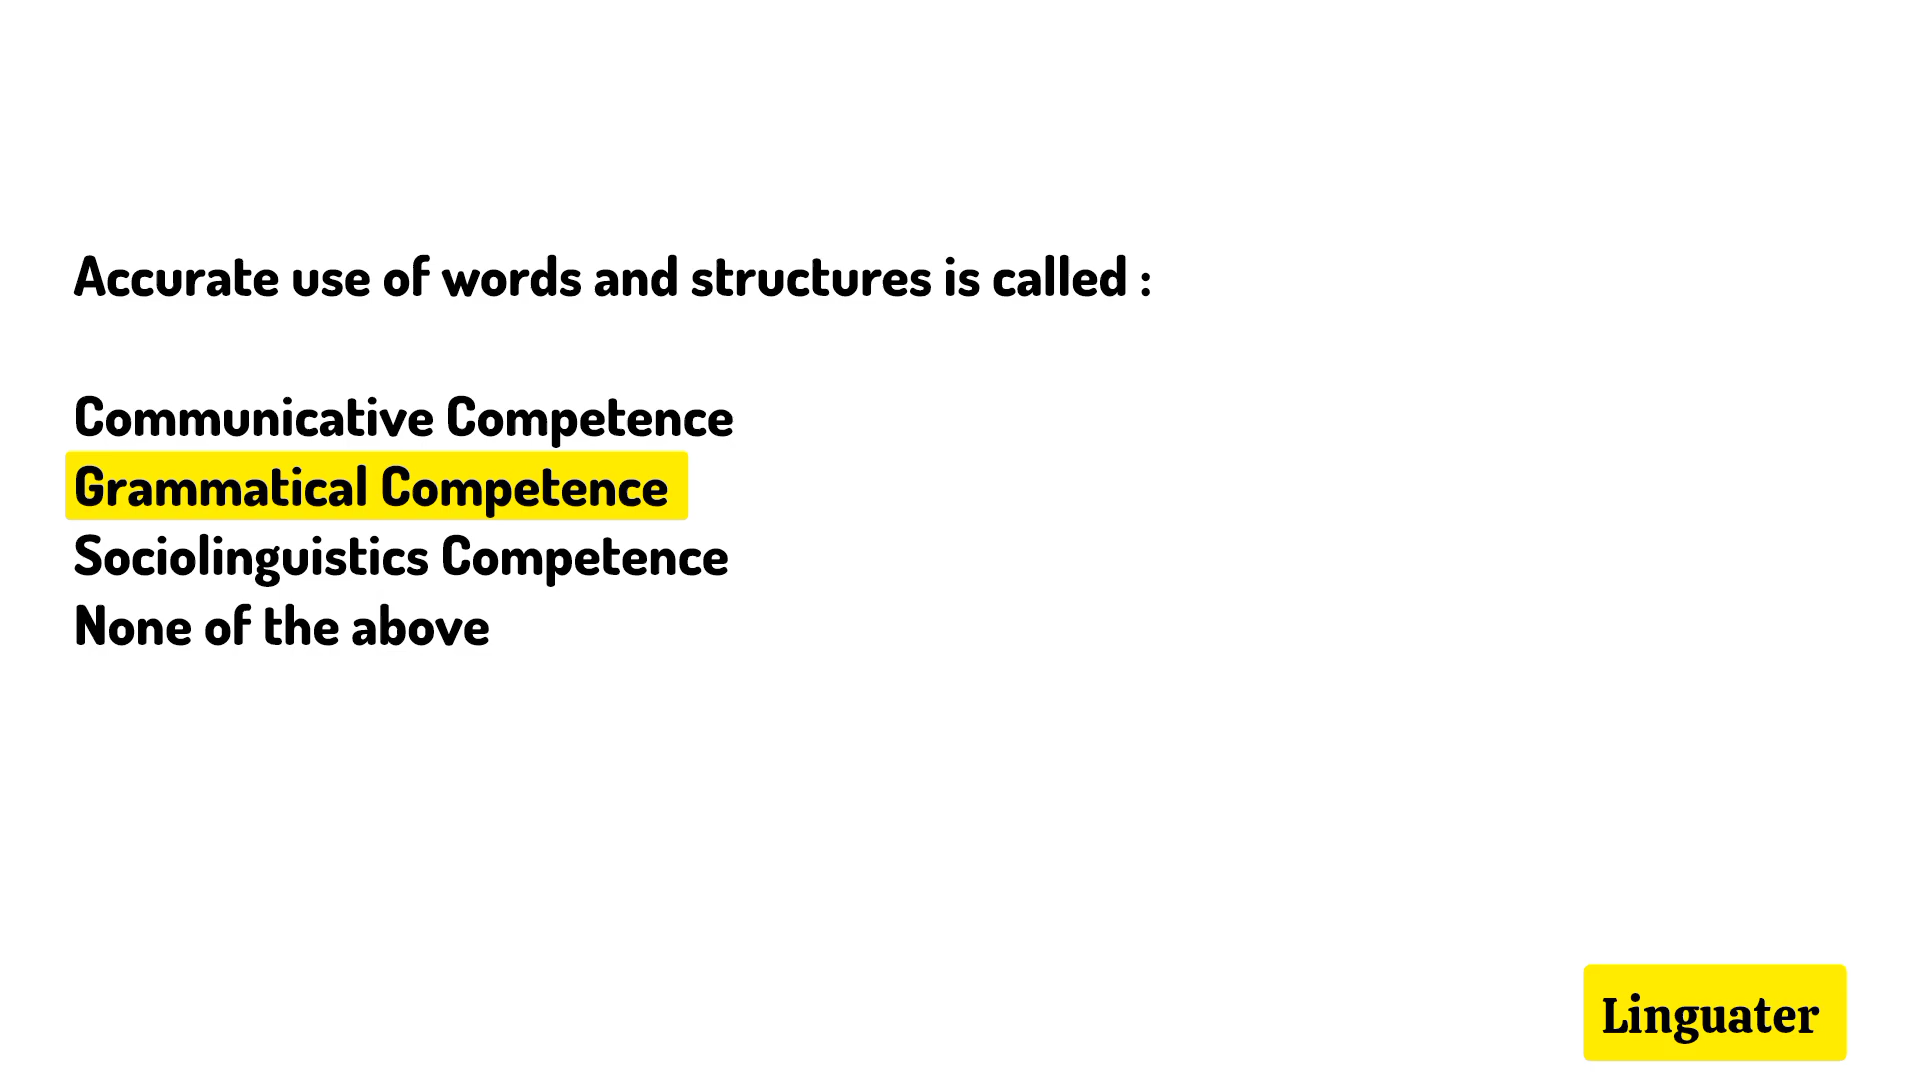 Accurate use of words and structures is called :
Communicative Competence
Grammatical Competence
Sociolinguistics Competence
None of the above
Linguater